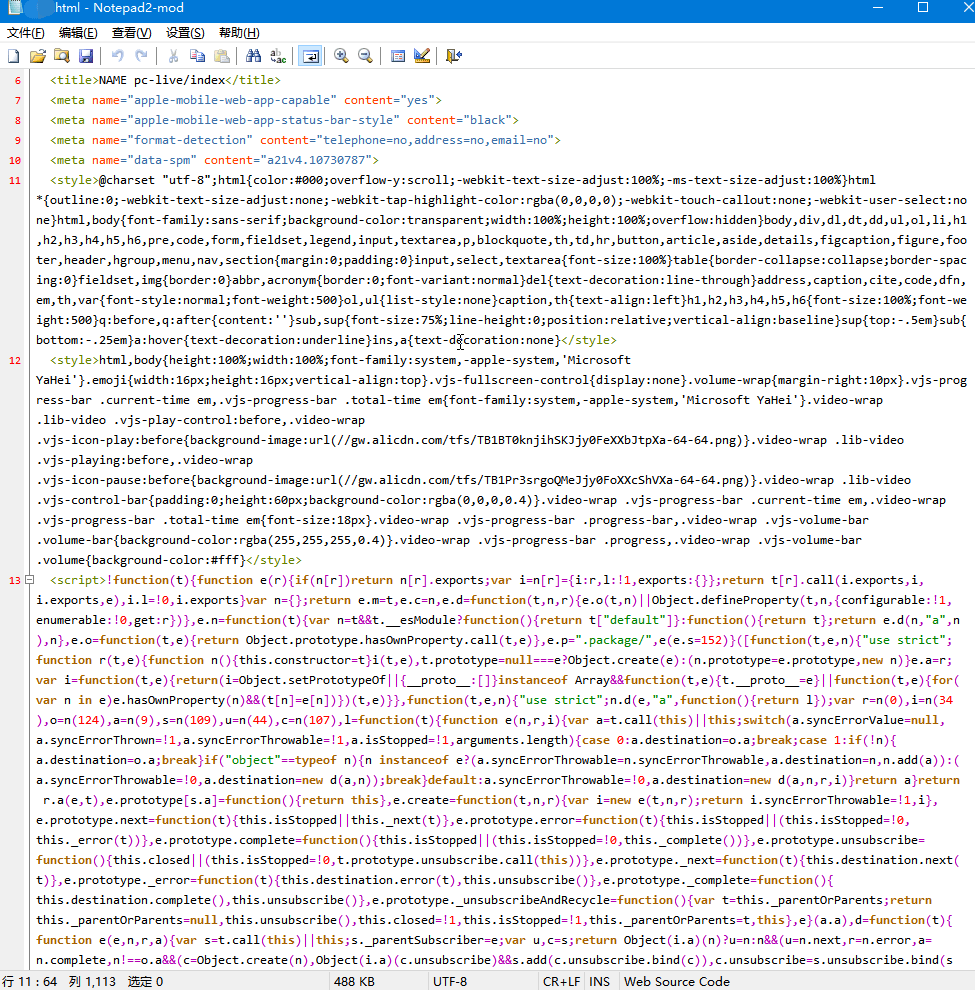 html - Notepad2-mod
文件(F) 编辑(E) 查看(V) 设置(S) 帮助(H)
6 <title>NAME pc-live/index</title>
7 <meta name="apple-mobile-web-app-capable" content="yes">
8 <meta name="apple-mobile-web-app-status-bar-style" content="black">
9 <meta name="format-detection" content="telephone=no,address=no,email=no">
10 <meta name="data-spm" content="a21v4.10730787">
11 <style>@charset "utf-8";html{color:#000;overflow-y:scroll;-webkit-text-size-adjust:100%;-ms-text-size-adjust:100%}html
*{outline:0;-webkit-text-size-adjust:none;-webkit-tap-highlight-color:rgba(0,0,0,0);-webkit-touch-callout:none;-webkit-user-select:no
ne}html,body{font-family:sans-serif;background-color:transparent;width:100%;height:100%;overflow:hidden}body,div,dl,dt,dd,ul,ol,li,h1
,h2,h3,h4,h5,h6,pre,code,form,fieldset,legend,input,textarea,p,blockquote,th,td,hr,button,article,aside,details,figcaption,figure,foo
ter,header,hgroup,menu,nav,section{margin:0;padding:0}input,select,textarea{font-size:100%}table{border-collapse:collapse;border-spac
ing:0}fieldset,img{border:0}abbr,acronym{border:0;font-variant:normal}del{text-decoration:line-through}address,caption,cite,code,dfn,
em,th,var{font-style:normal;font-weight:500}ol,ul{list-style:none}caption,th{text-align:left}h1,h2,h3,h4,h5,h6{font-size:100%;font-we
ight:500}q:before,q:after{content:''}sub,sup{font-size:75%;line-height:0;position:relative;vertical-align:baseline}sup{top:-.5em}sub{
bottom:-.25em}a:hover{text-decoration:underline}ins,a{text-decoration:none}</style>
12 <style>html,body{height:100%;width:100%;font-family:system,-apple-system,'Microsoft
YaHei'}.emoji{width:16px;height:16px;vertical-align:top}.vjs-fullscreen-control{display:none}.volume-wrap{margin-right:10px}.vjs-prog
ress-bar .current-time em,.vjs-progress-bar .total-time em{font-family:system,-apple-system,'Microsoft YaHei'}.video-wrap
.lib-video .vjs-play-control:before,.video-wrap
.vjs-icon-play:before{background-image:url(//gw.alicdn.com/tfs/TB1BT0knjihSKJjy0FeXXbJtpXa-64-64.png)}.video-wrap .lib-video
.vjs-playing:before,.video-wrap
.vjs-icon-pause:before{background-image:url(//gw.alicdn.com/tfs/TB1Pr3srgoQMeJjy0FoXXcShVXa-64-64.png)}.video-wrap .lib-video
.vjs-control-bar{padding:0;height:60px;background-color:rgba(0,0,0,0.4)}.video-wrap .vjs-progress-bar .current-time em,.video-wrap
.vjs-progress-bar .total-time em{font-size:18px}.video-wrap .vjs-progress-bar .progress-bar,.video-wrap .vjs-volume-bar
.volume-bar{background-color:rgba(255,255,255,0.4)}.video-wrap .vjs-progress-bar .progress,.video-wrap .vjs-volume-bar
.volume{background-color:#fff}</style>
13 <script>!function(t){function e(r){if(n[r])return n[r].exports;var i=n[r]={i:r,l:!1,exports:{}};return t[r].call(i.exports,i,
i.exports,e),i.l=!0,i.exports}var n={};return e.m=t,e.c=n,e.d=function(t,n,r){e.o(t,n)||Object.defineProperty(t,n,{configurable:!1,
enumerable:!0,get:r})},e.n=function(t){var n=t&&t.__esModule?function(){return t["default"]}:function(){return t};return e.d(n,"a",n
),n},e.o=function(t,e){return Object.prototype.hasOwnProperty.call(t,e)},e.p=".package/",e(e.s=152)}([function(t,e,n){"use strict";
function r(t,e){function n(){this.constructor=t}i(t,e),t.prototype=null===e?Object.create(e):(n.prototype=e.prototype,new n)}e.a=r;
var i=function(t,e){return(i=Object.setPrototypeOf||{__proto__:[]}instanceof Array&&function(t,e){t.__proto__=e}||function(t,e){for(
var n in e)e.hasOwnProperty(n)&&(t[n]=e[n])})(t,e)}},function(t,e,n){"use strict";n.d(e,"a",function(){return l});var r=n(0),i=n(34
),o=n(124),a=n(9),s=n(109),u=n(44),c=n(107),l=function(t){function e(n,r,i){var a=t.call(this)||this;switch(a.syncErrorValue=null,
a.syncErrorThrown=!1,a.syncErrorThrowable=!1,a.isStopped=!1,arguments.length){case 0:a.destination=o.a;break;case 1:if(!n){
a.destination=o.a;break}if("object"==typeof n){n instanceof e?(a.syncErrorThrowable=n.syncErrorThrowable,a.destination=n,n.add(a)):(
a.syncErrorThrowable=!0,a.destination=new d(a,n));break}default:a.syncErrorThrowable=!0,a.destination=new d(a,n,r,i)}return a}return
r.a(e,t),e.prototype[s.a]=function(){return this},e.create=function(t,n,r){var i=new e(t,n,r);return i.syncErrorThrowable=!1,i},
e.prototype.next=function(t){this.isStopped||this._next(t)},e.prototype.error=function(t){this.isStopped||(this.isStopped=!0,
this._error(t))},e.prototype.complete=function(){this.isStopped||(this.isStopped=!0,this._complete())},e.prototype.unsubscribe=
function(){this.closed||(this.isStopped=!0,t.prototype.unsubscribe.call(this))},e.prototype._next=function(t){this.destination.next(
t)},e.prototype._error=function(t){this.destination.error(t),this.unsubscribe()},e.prototype._complete=function(){
this.destination.complete(),this.unsubscribe()},e.prototype._unsubscribeAndRecycle=function(){var t=this._parentOrParents;return
this._parentOrParents=null,this.unsubscribe(),this.closed=!1,this.isStopped=!1,this._parentOrParents=t,this},e}(a.a),d=function(t){
function e(e,n,r,a){var s=t.call(this)||this;s._parentSubscriber=e;var u,c=s;return Object(i.a)(n)?u=n:n&&(u=n.next,r=n.error,a=
n.complete,n!==o.a&&(c=Object.create(n),Object(i.a)(c.unsubscribe)&&s.add(c.unsubscribe.bind(c)),c.unsubscribe=s.unsubscribe.bind(s
行 11 : 64 列 1,113 选定 0 488 KB UTF-8 CR+LF INS Web Source Code